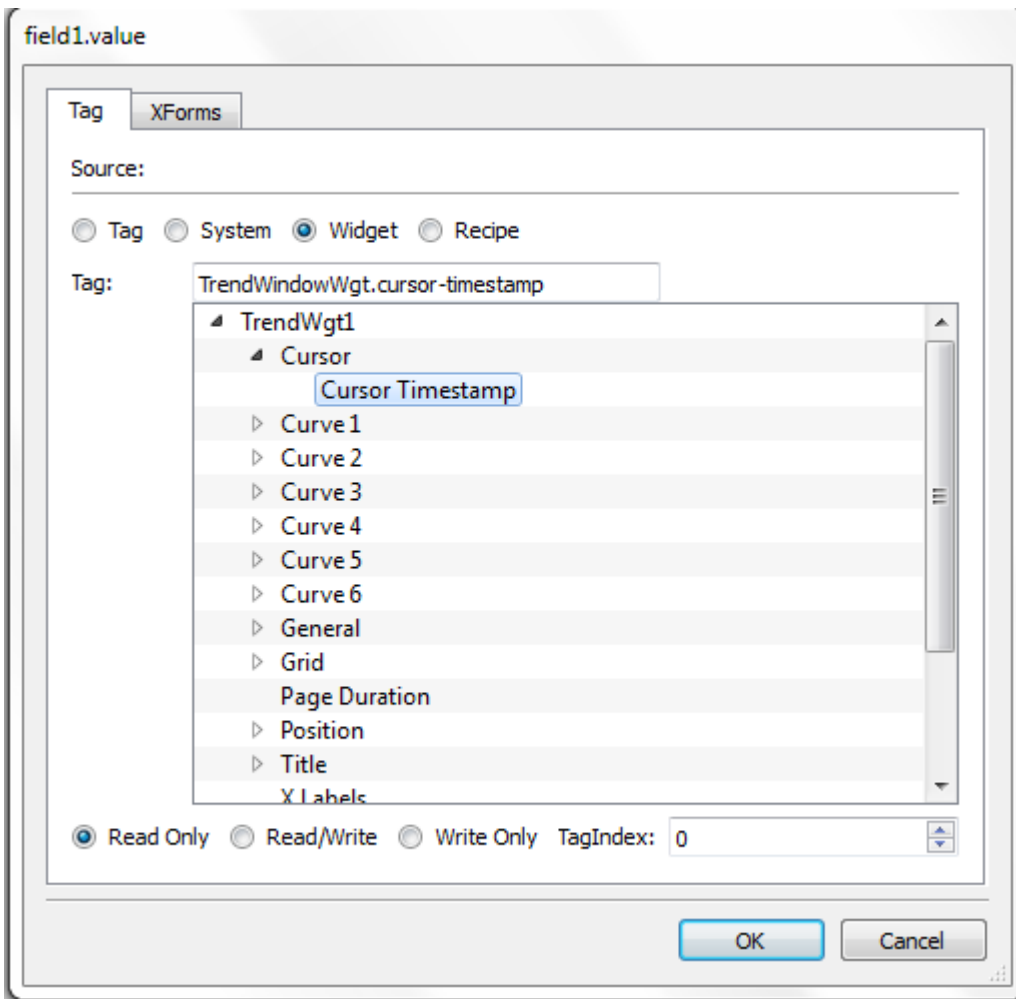 field1.value
Tag XForms
Source:
Tag System Widget Recipe
Tag: TrendWindowWgt.cursor-timestamp
TrendWgt1
Cursor
Cursor Timestamp
Curve 1
Curve 2
Curve 3
Curve 4
Curve 5
Curve 6
General
Grid
Page Duration
Position
Title
X Labels
Read Only Read/Write Write Only TagIndex: 0
OK Cancel